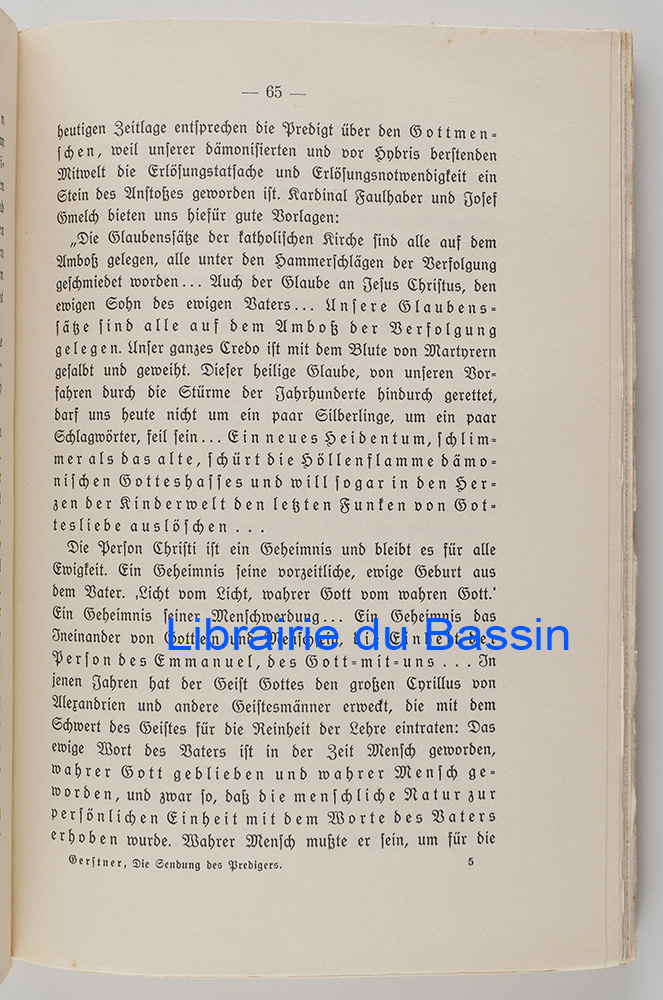 — 65 —
heutigen Zeitlage entsprechen die Predigt über den Gottmen-
schen, weil unserer dämonisierten und vor Hybris berstenden
Mitwelt die Erlösungstatsache und Erlösungsnotwendigkeit ein
Stein des Anstoßes geworden ist. Kardinal Faulhaber und Josef
Gmelch bieten uns hiefür gute Vorlagen:
„Die Glaubenssätze der katholischen Kirche sind alle auf dem
Amboß gelegen, alle unter den Hammerschlägen der Verfolgung
geschmiedet worden... Auch der Glaube an Jesus Christus, den
ewigen Sohn des ewigen Vaters... Unsere Glaubens-
sätze sind alle auf dem Amboß der Verfolgung
gelegen. Unser ganzes Credo ist mit dem Blute von Martyrern
gesalbt und geweiht. Dieser heilige Glaube, von unseren Vor-
fahren durch die Stürme der Jahrhunderte hindurch gerettet,
darf uns heute nicht um ein paar Silberlinge, um ein paar
Schlagwörter, feil sein... Ein neues Heidentum, schlim-
mer als das alte, schürt die Höllenflamme dämo-
nischen Gotteshasses und will sogar in den Her-
zen der Kinderwelt den letzten Funken von Got-
tesliebe auslöschen...
Die Person Christi ist ein Geheimnis und bleibt es für alle
Ewigkeit. Ein Geheimnis seine vorzeitliche, ewige Geburt aus
dem Vater. ‚Licht vom Licht, wahrer Gott vom wahren Gott.'
Ein Geheimnis seiner Menschwerdung... Ein Geheimnis das
Ineinander von Gottsein und Menschsein, die Einheit der
Librairie du Bassin
Person des Emmanuel, des Gott-mit-uns... In
jenen Jahren hat der Geist Gottes den großen Cyrillus von
Alexandrien und andere Geistesmänner erweckt, die mit dem
Schwert des Geistes für die Reinheit der Lehre eintraten: Das
ewige Wort des Vaters ist in der Zeit Mensch geworden,
wahrer Gott geblieben und wahrer Mensch ge-
worden, und zwar so, daß die menschliche Natur zur
persönlichen Einheit mit dem Worte des Vaters
erhoben wurde. Wahrer Mensch mußte er sein, um für die
Gerstner, Die Sendung des Predigers. 5